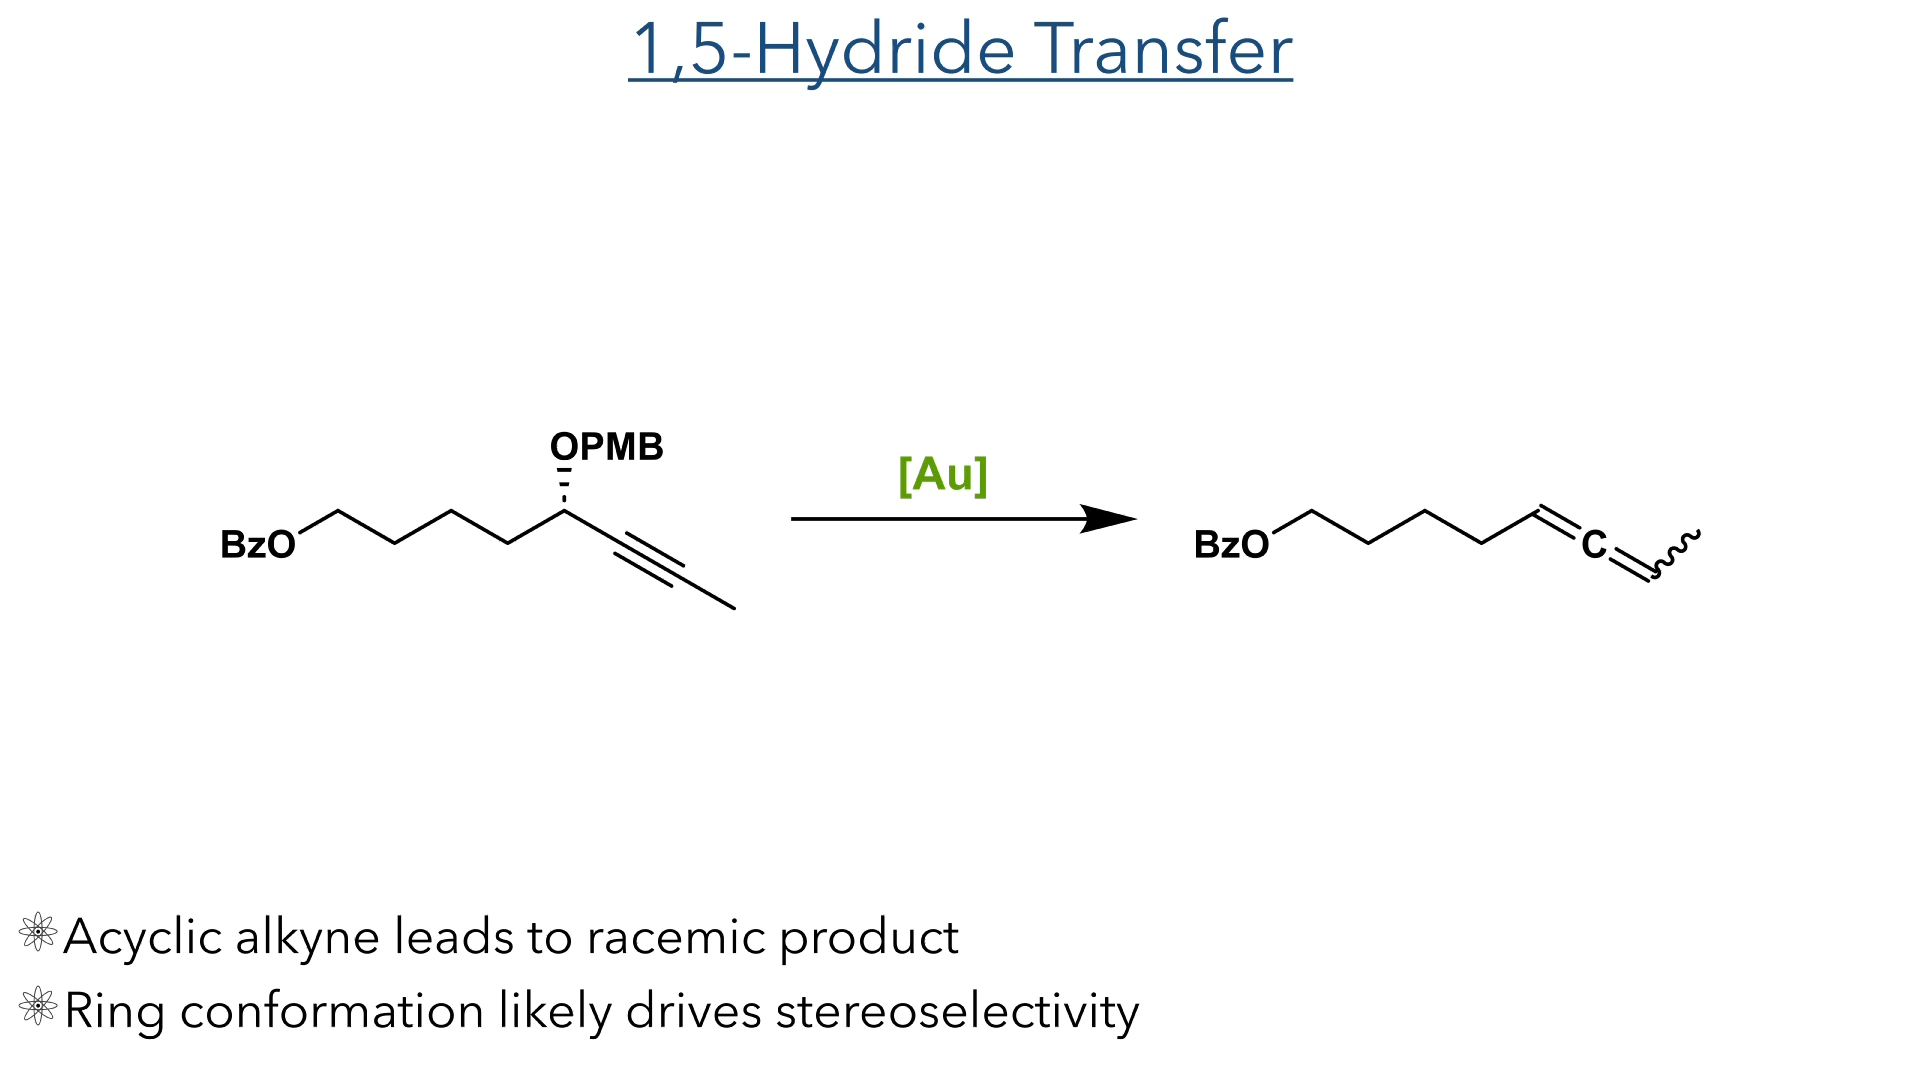 1,5-Hydride Transfer
OPMB
[Au]
BzO
BzO
C
Acyclic alkyne leads to racemic product
Ring conformation likely drives stereoselectivity